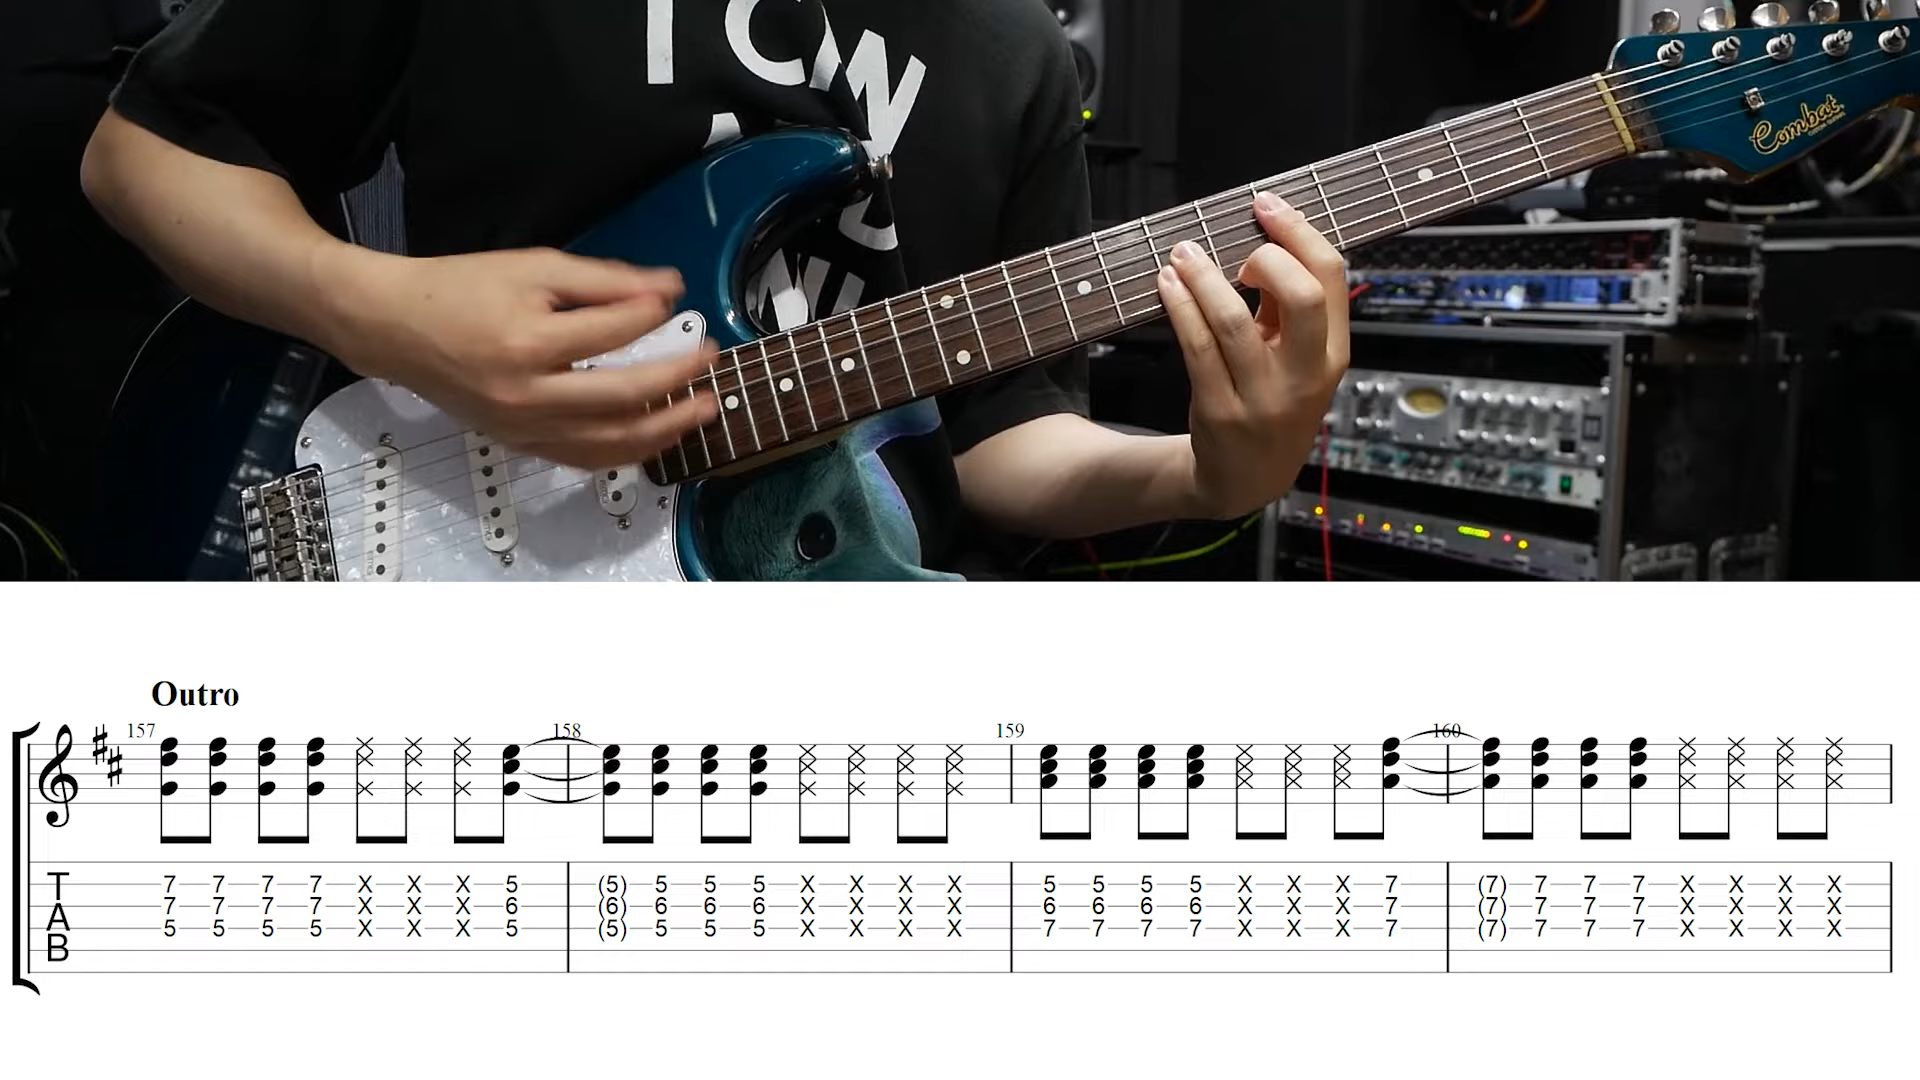 TCW
Combat
Outro
157 158 159 160
7 7 7 7 X X X 5 (5) 5 5 5 X X X X 5 5 5 5 X X X 7 (7) 7 7 7 X X X X
T 7 7 7 7 X X X 6 (6) 6 6 6 X X X X 6 6 6 6 X X X 7 (7) 7 7 7 X X X X
A 5 5 5 5 X X X 5 (5) 5 5 5 X X X X 7 7 7 7 X X X 7 (7) 7 7 7 X X X X
B